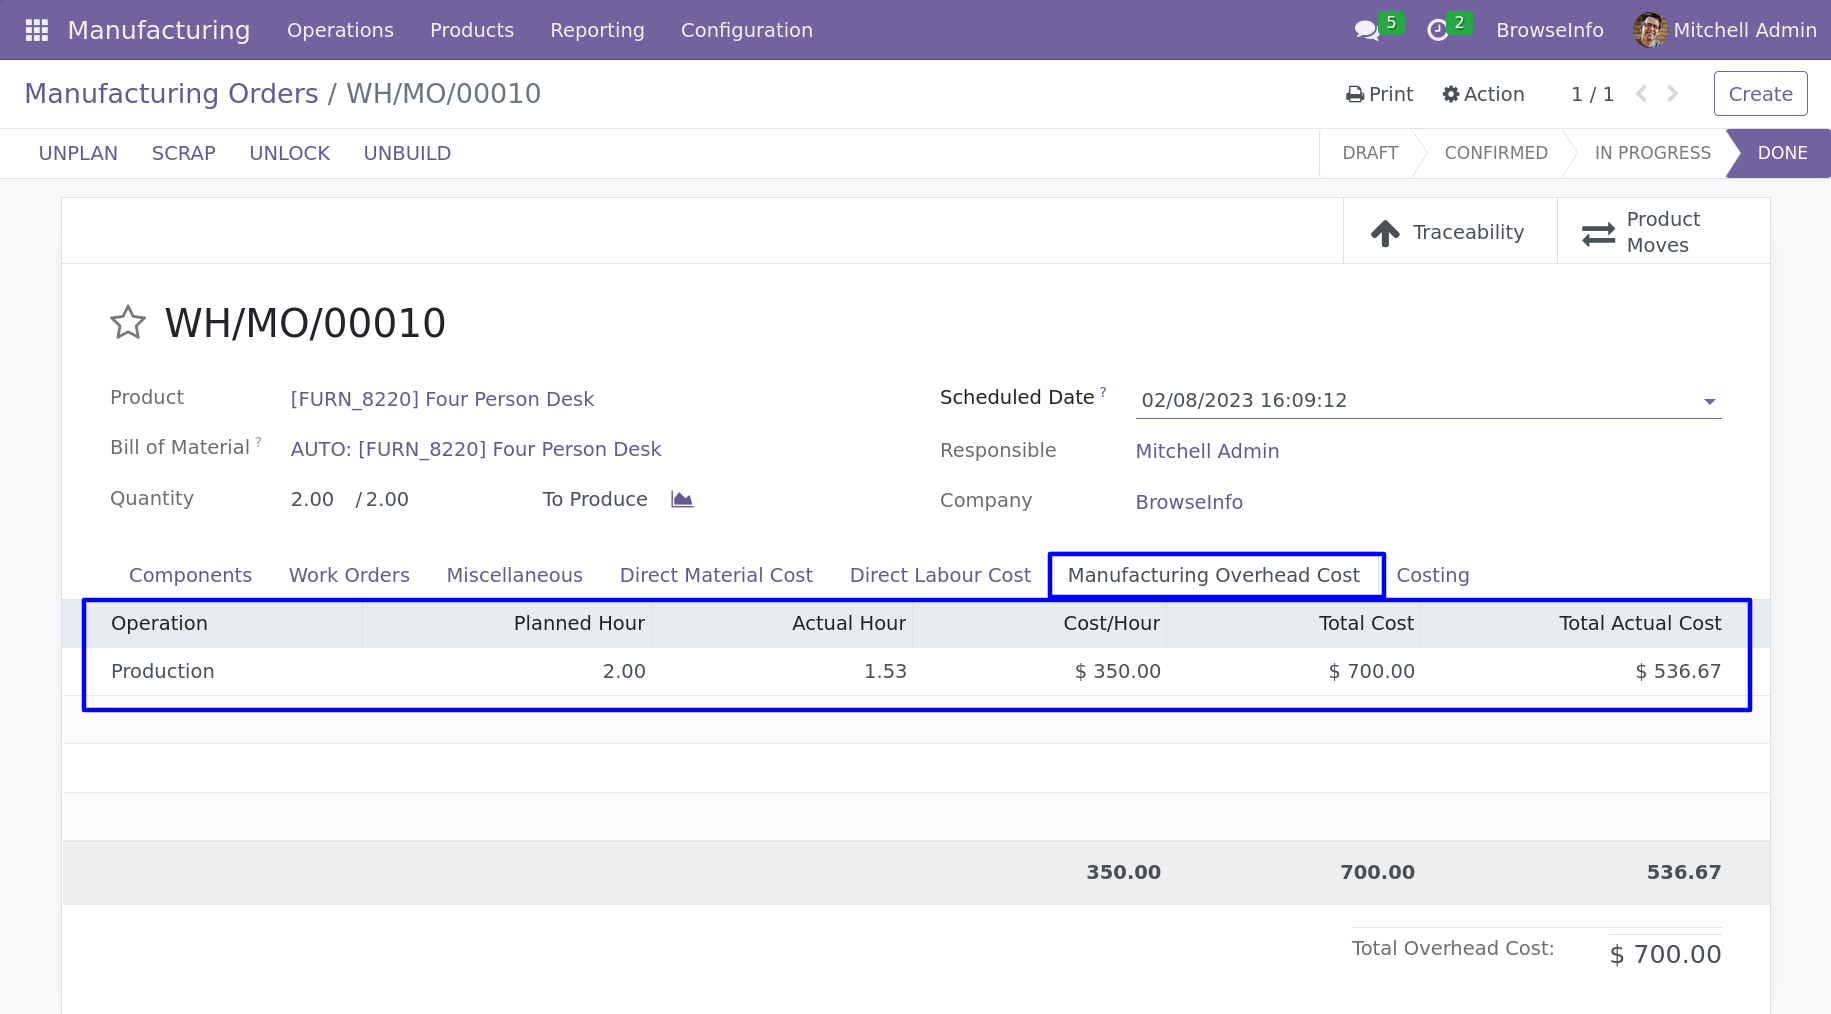 Manufacturing Operations Products Reporting Configuration 5 2 BrowseInfo Mitchell Admin
Manufacturing Orders / WH/MO/00010 Print Action 1 / 1 Create
UNPLAN SCRAP UNLOCK UNBUILD DRAFT CONFIRMED IN PROGRESS DONE
Traceability
Product
Moves
WH/MO/00010
Product [FURN_8220] Four Person Desk Scheduled Date ? 02/08/2023 16:09:12
Bill of Material ? AUTO: [FURN_8220] Four Person Desk Responsible Mitchell Admin
Quantity 2.00 / 2.00 To Produce Company BrowseInfo
Components Work Orders Miscellaneous Direct Material Cost Direct Labour Cost Manufacturing Overhead Cost Costing
Operation Planned Hour Actual Hour Cost/Hour Total Cost Total Actual Cost
Production 2.00 1.53 $ 350.00 $ 700.00 $ 536.67
350.00 700.00 536.67
Total Overhead Cost: $ 700.00